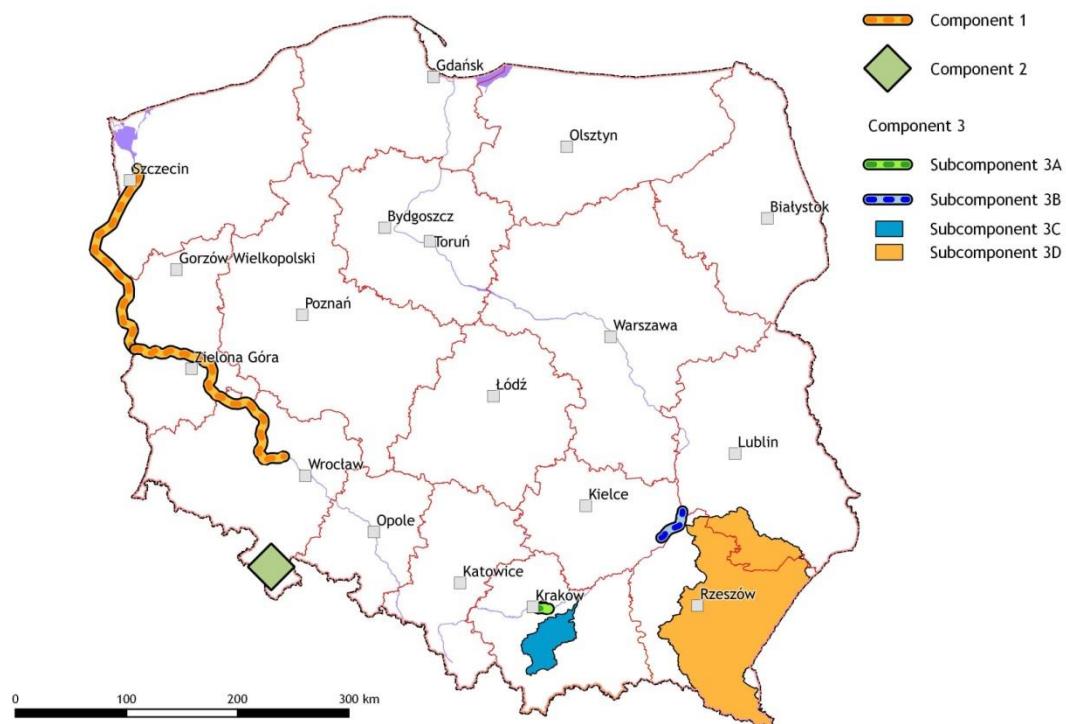 Component 1
Gdańsk
Component 2
Component 3
Olsztyn
Szczecin
Subcomponent 3A
Subcomponent 3B
Bydgoszcz
Białystok
Subcomponent 3C
Toruń
Subcomponent 3D
Gorzów Wielkopolski
Poznań
Warszawa
Zielona Góra
Łódź
Lublin
Wrocław
Kielce
Opole
Katowice
Kraków
Rzeszów
0 100 200 300 km